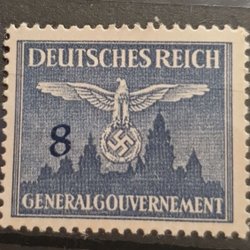 DEUTSCHES REICH
8
GENERALGOUVERNEMENT